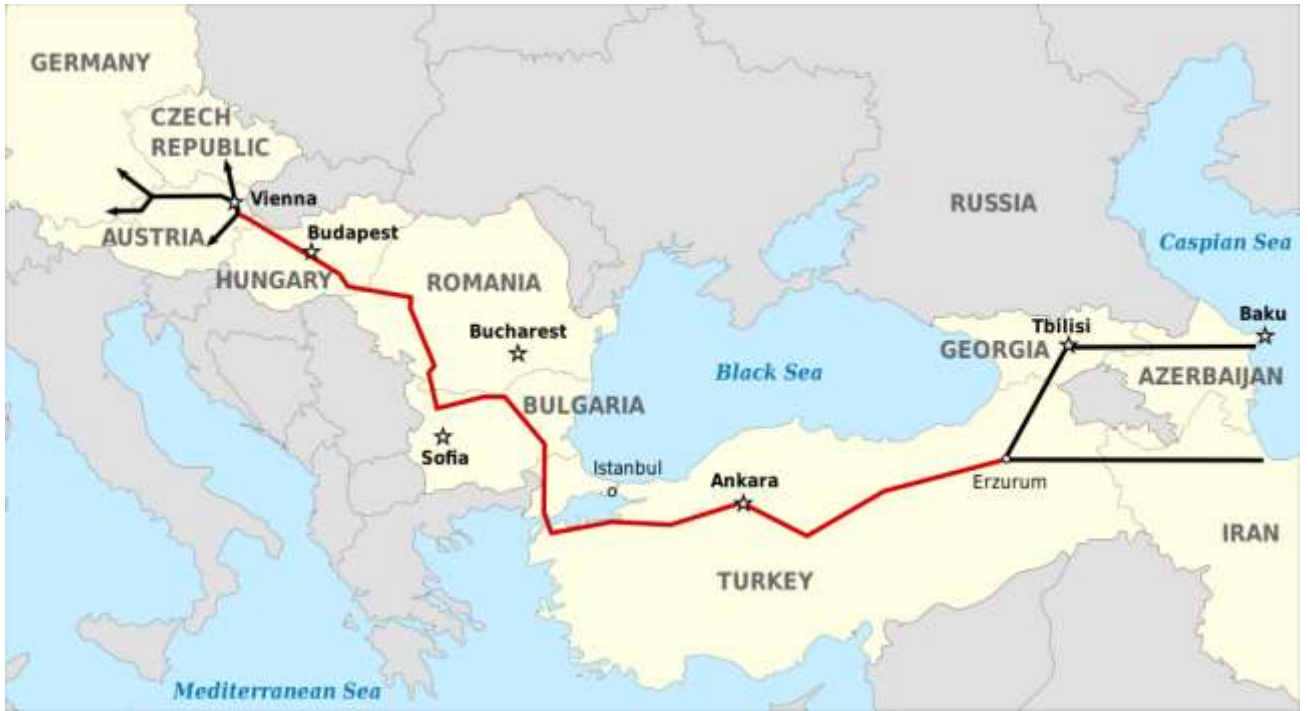 GERMANY
CZECH
REPUBLIC
Vienna
AUSTRIA
Budapest
HUNGARY
ROMANIA
Bucharest
BULGARIA
Sofia
Istanbul
Ankara
TURKEY
Black Sea
RUSSIA
Caspian Sea
Tbilisi
GEORGIA
Baku
AZERBAIJAN
Erzurum
IRAN
Mediterranean Sea